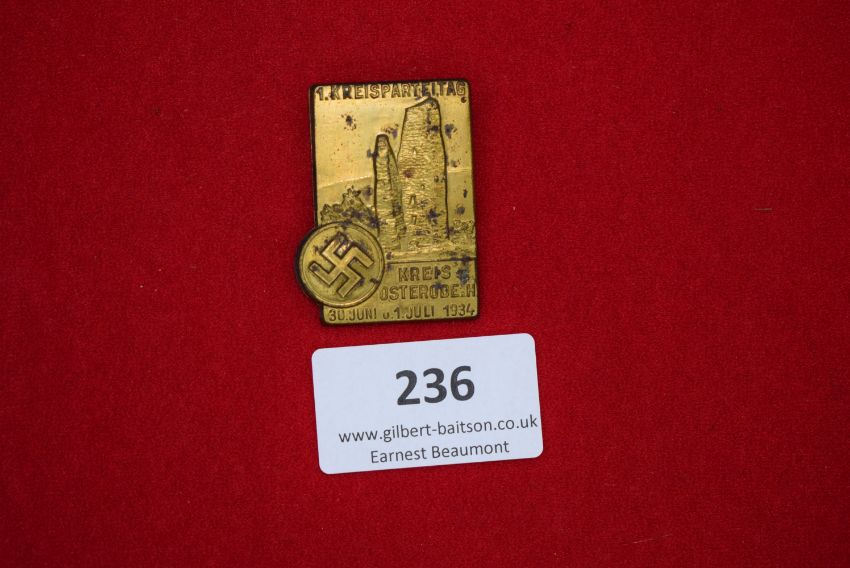 1. KREISPARTEITAG
KREIS
OSTERODE.H
30. JUNI u. 1. JULI 1934
236
www.gilbert-baitson.co.uk
Earnest Beaumont